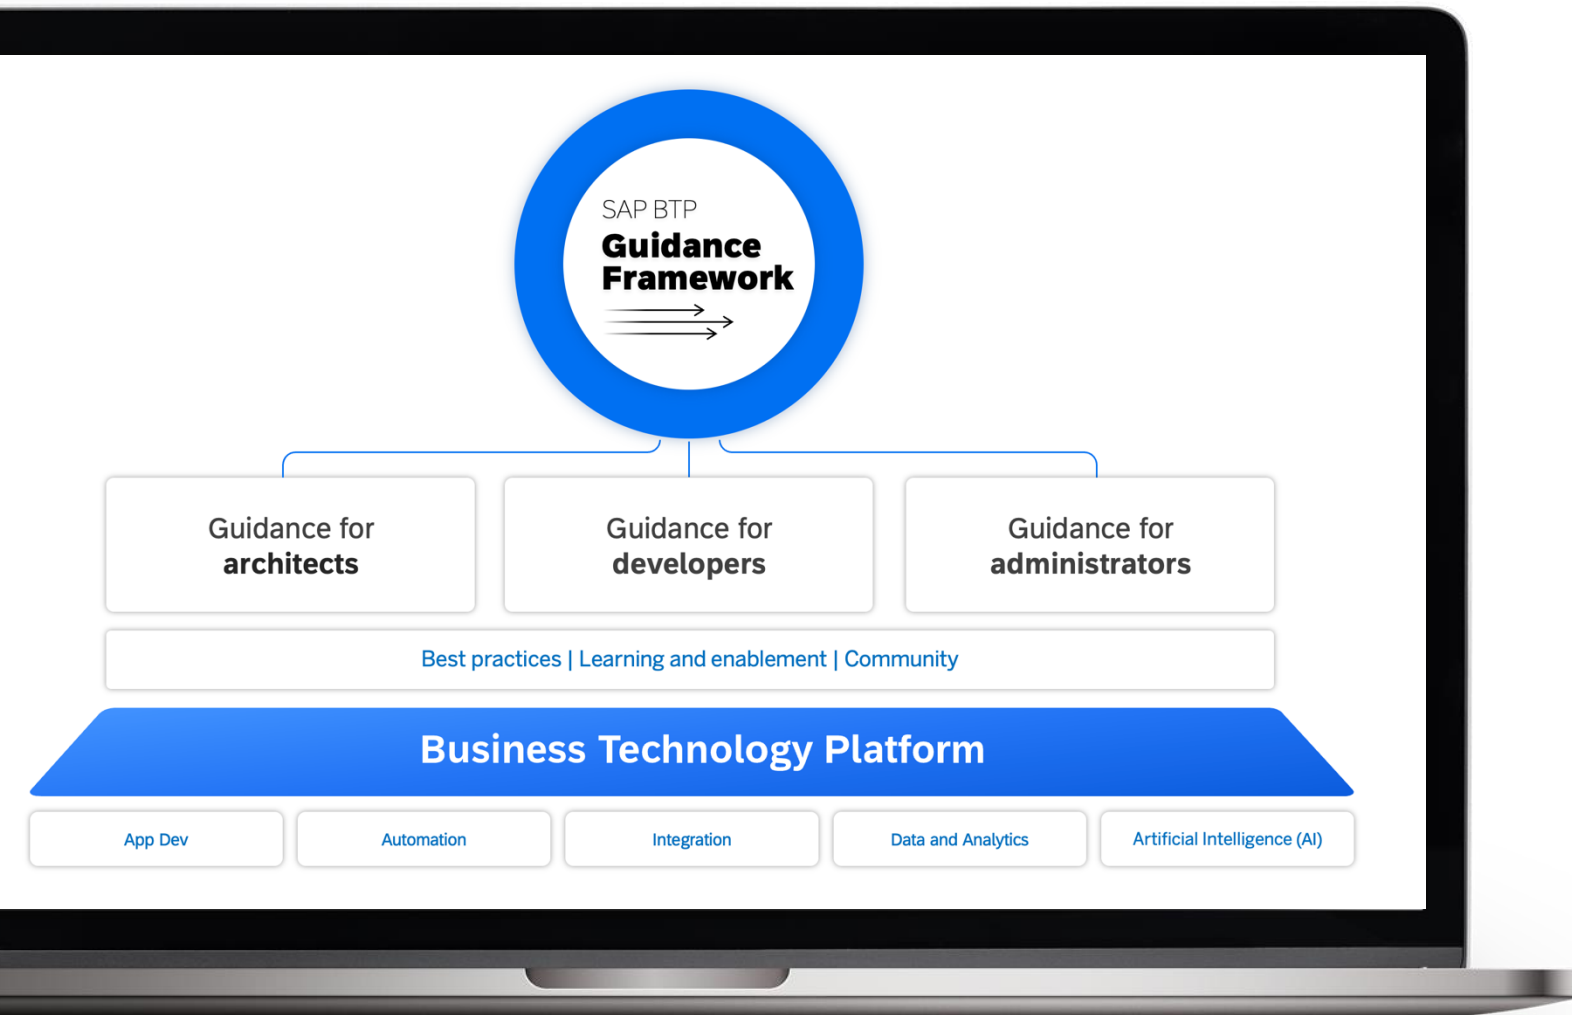 SAP BTP
Guidance
Framework
Guidance for
architects
Guidance for
developers
Guidance for
administrators
Best practices | Learning and enablement | Community
Business Technology Platform
App Dev
Automation
Integration
Data and Analytics
Artificial Intelligence (AI)